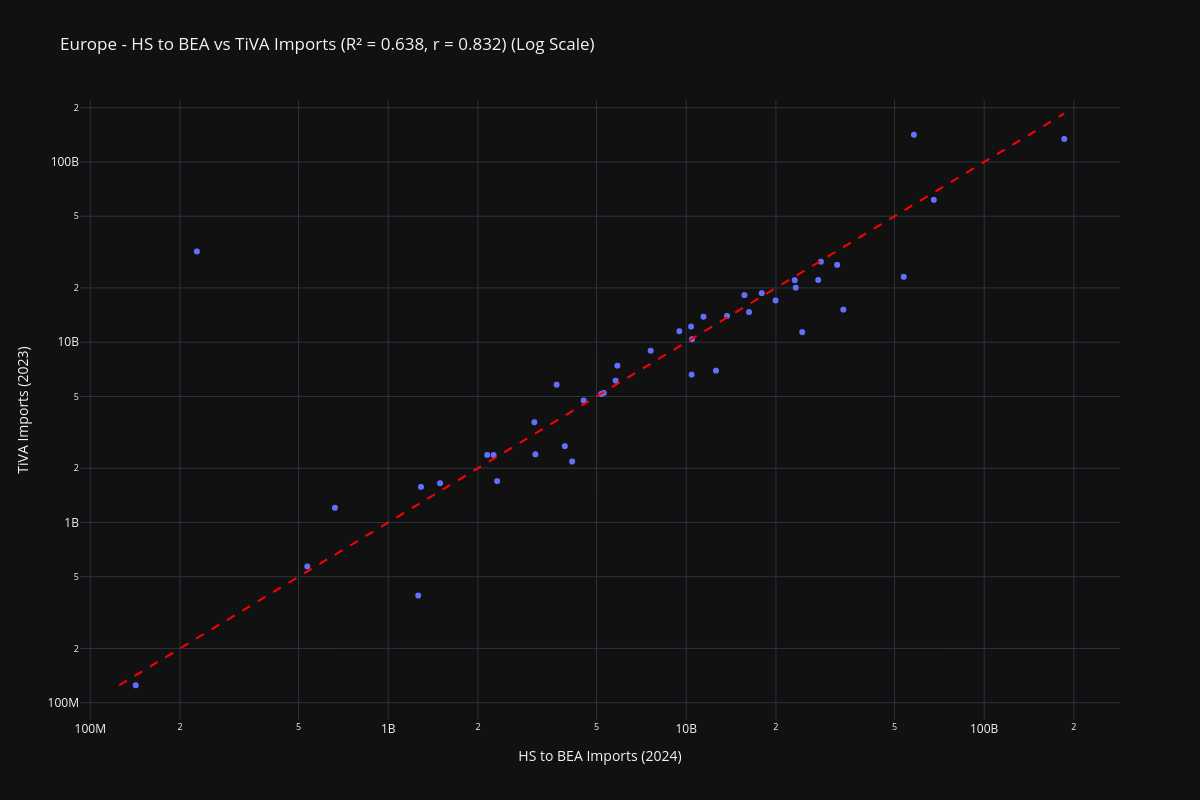 Europe - HS to BEA vs TiVA Imports (R² = 0.638, r = 0.832) (Log Scale)
2
100B
5
2
10B
5
2
1B
5
2
100M
TiVA Imports (2023)
100M 2 5 1B 2 5 10B 2 5 100B 2
HS to BEA Imports (2024)